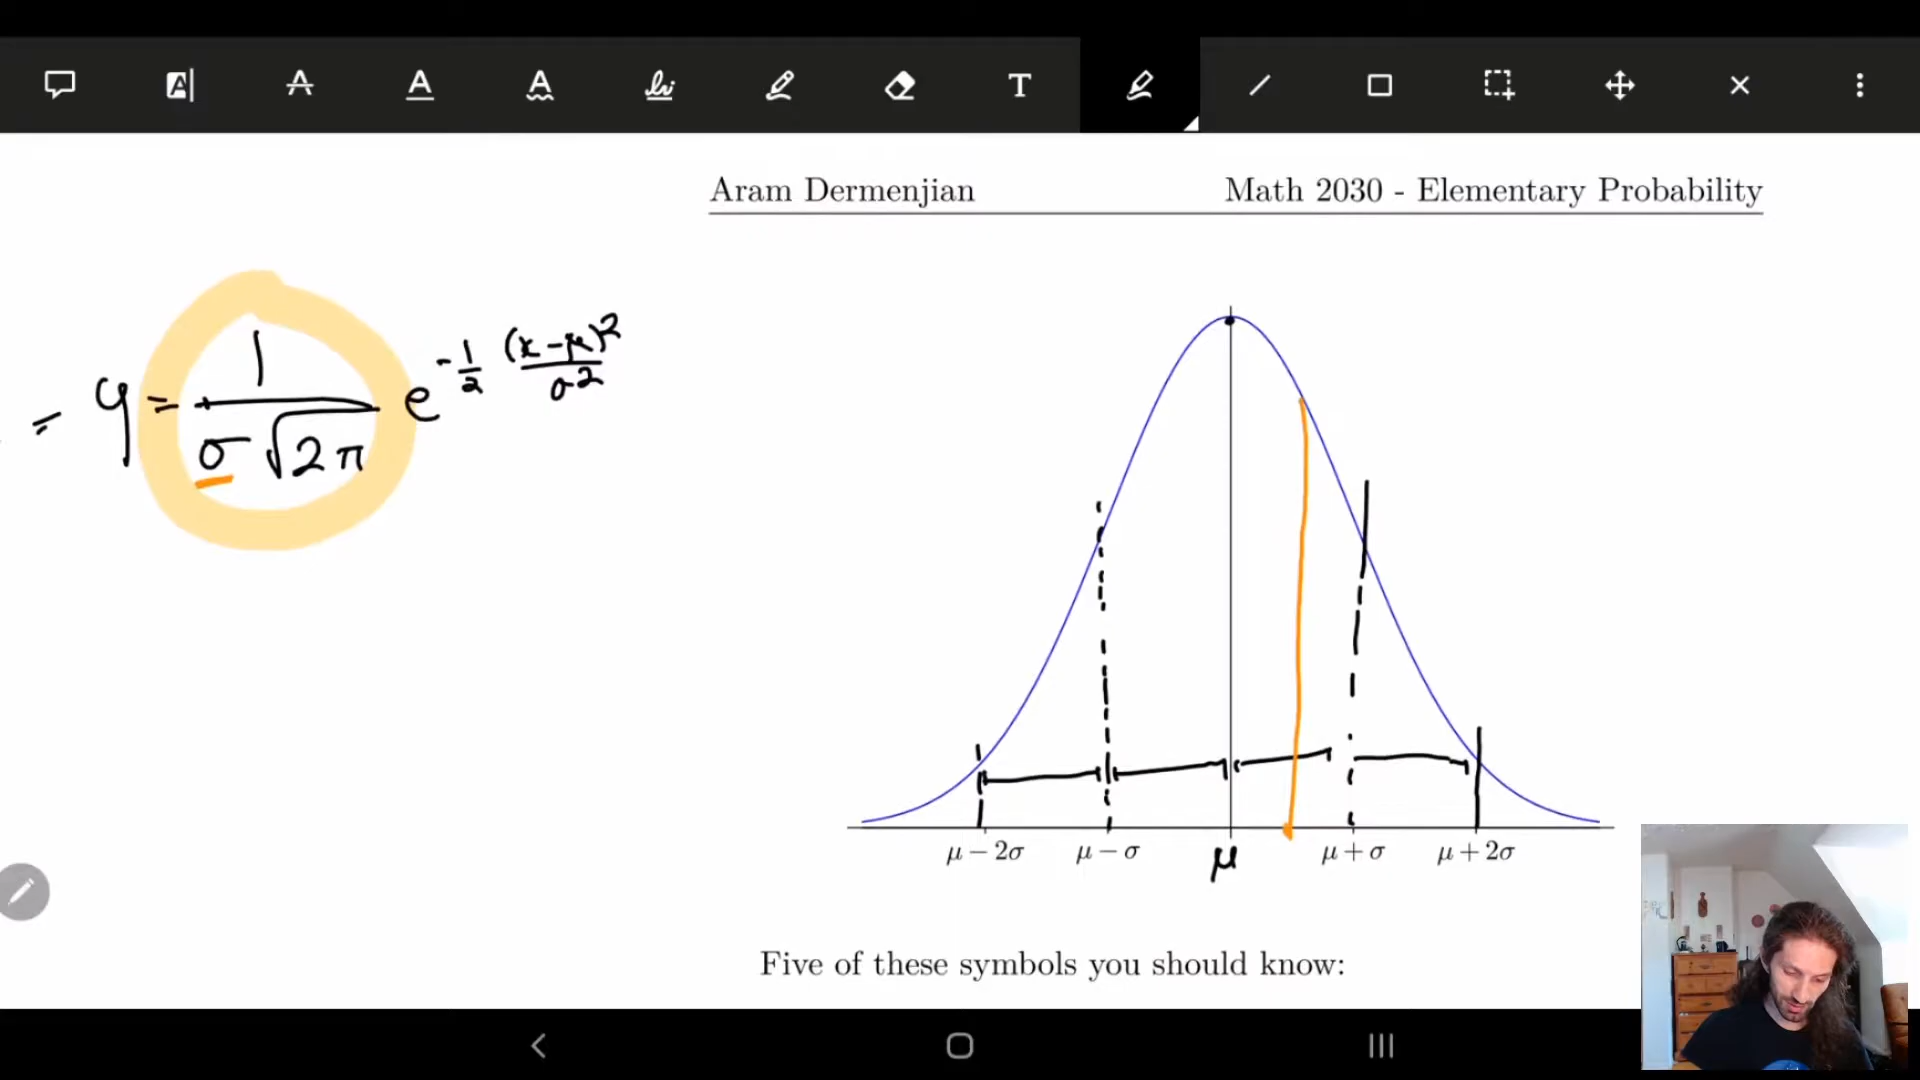 Aram Dermenjian Math 2030 - Elementary Probability
= y = 1 / σ √2π e^{-1/2 (x-μ)^2 / σ^2}
μ − 2σ μ − σ μ μ + σ μ + 2σ
Five of these symbols you should know: